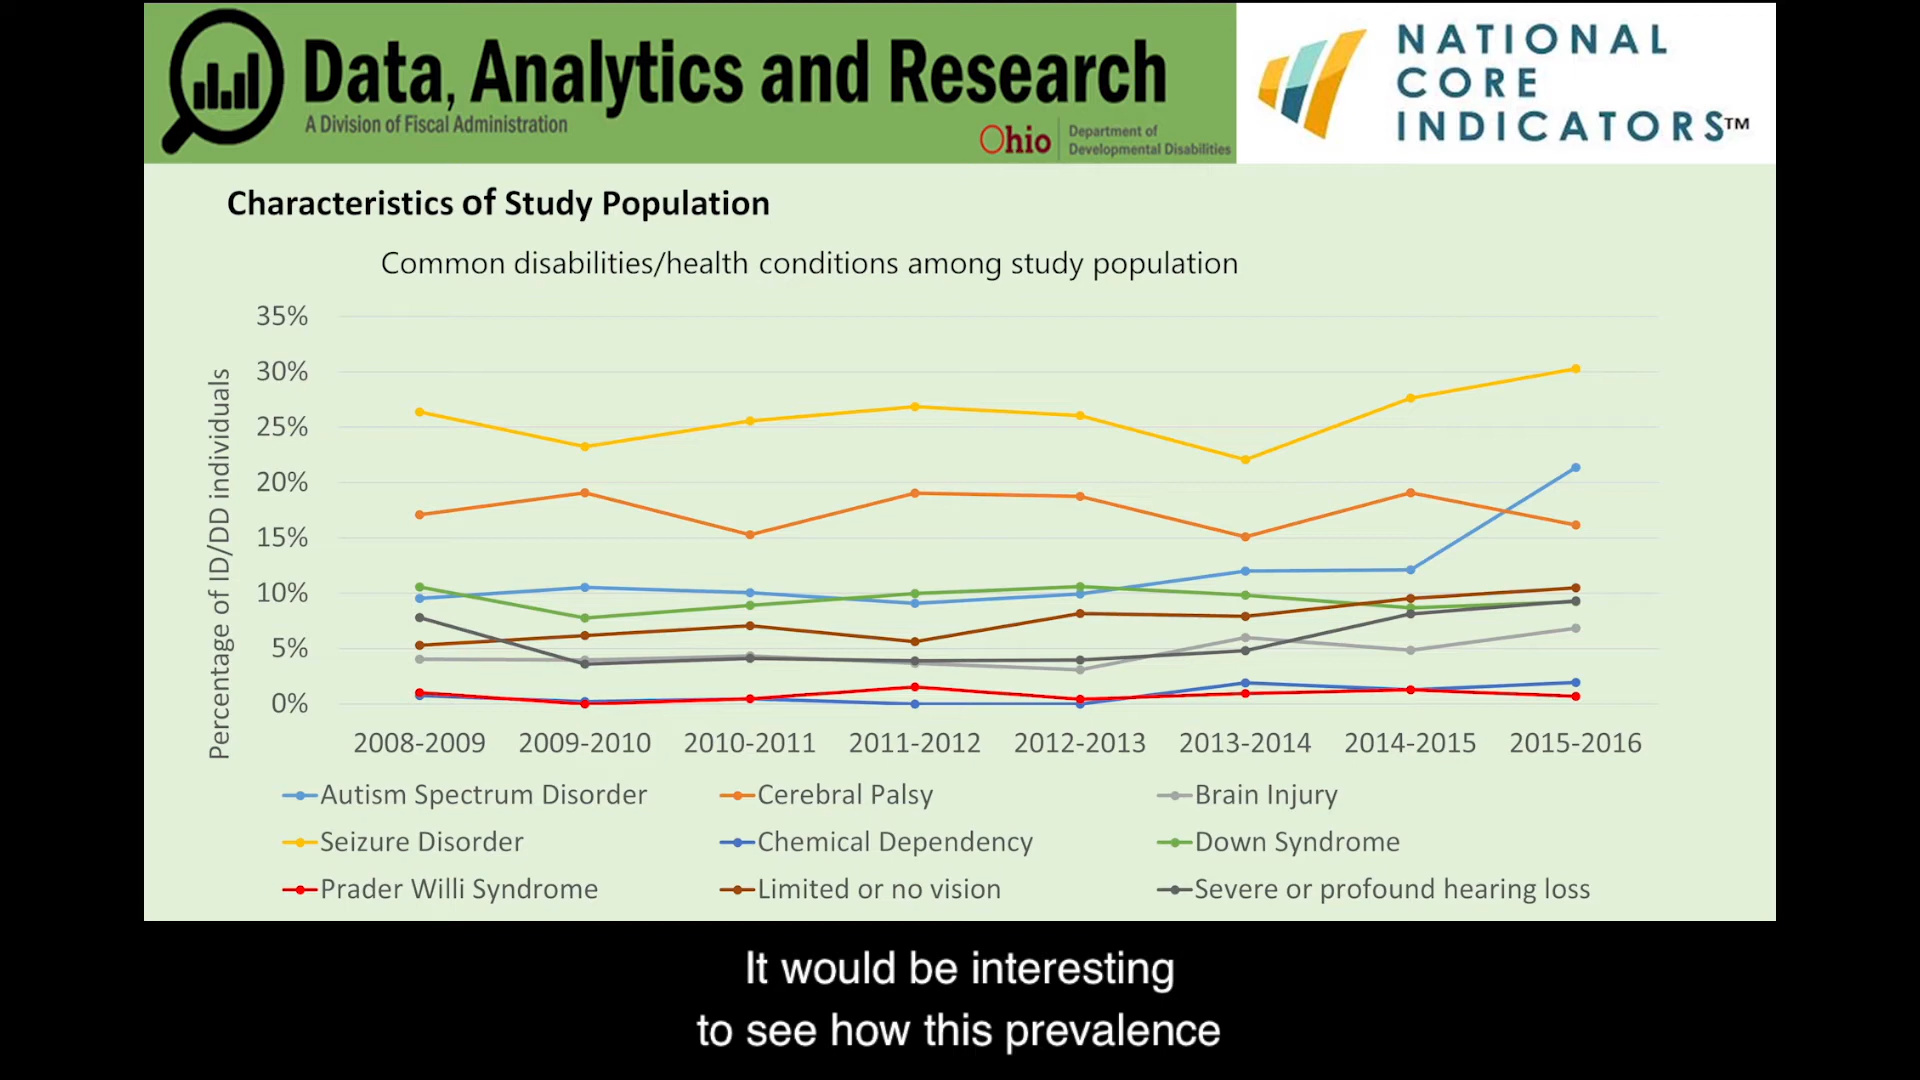 Data, Analytics and Research
A Division of Fiscal Administration
Ohio
Department of
Developmental Disabilities
NATIONAL
CORE
INDICATORS™
Characteristics of Study Population
Common disabilities/health conditions among study population
Percentage of ID/DD individuals
35%
30%
25%
20%
15%
10%
5%
0%
2008-2009 2009-2010 2010-2011 2011-2012 2012-2013 2013-2014 2014-2015 2015-2016
Autism Spectrum Disorder Cerebral Palsy Brain Injury
Seizure Disorder Chemical Dependency Down Syndrome
Prader Willi Syndrome Limited or no vision Severe or profound hearing loss
It would be interesting
to see how this prevalence